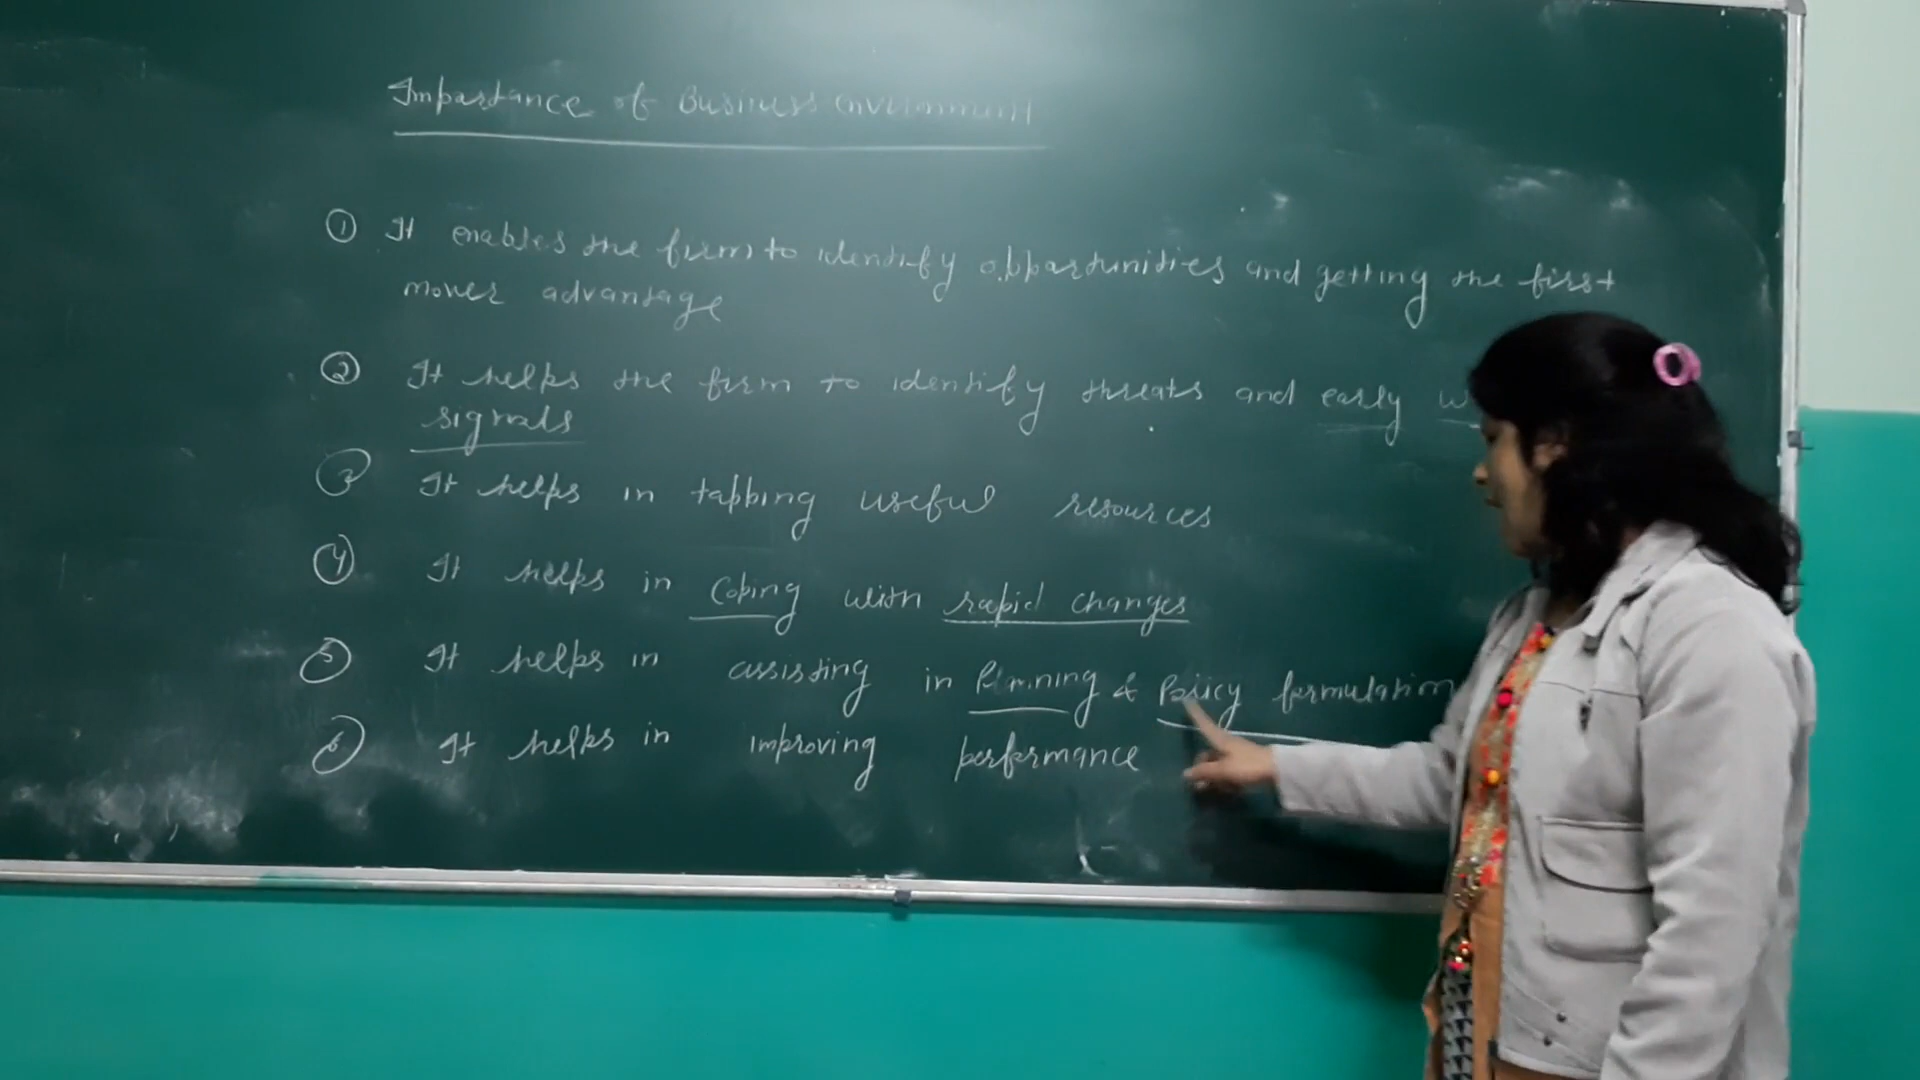 Importance of Business environment
① It enables the firm to identify opportunities and getting the first
mover advantage
② It helps the firm to identify threats and early
signals
③ It helps in tapping useful resources
④ It helps in Coping with rapid changes
⑤ It helps in assisting in Planning & Policy formulation
⑥ It helps in improving performance